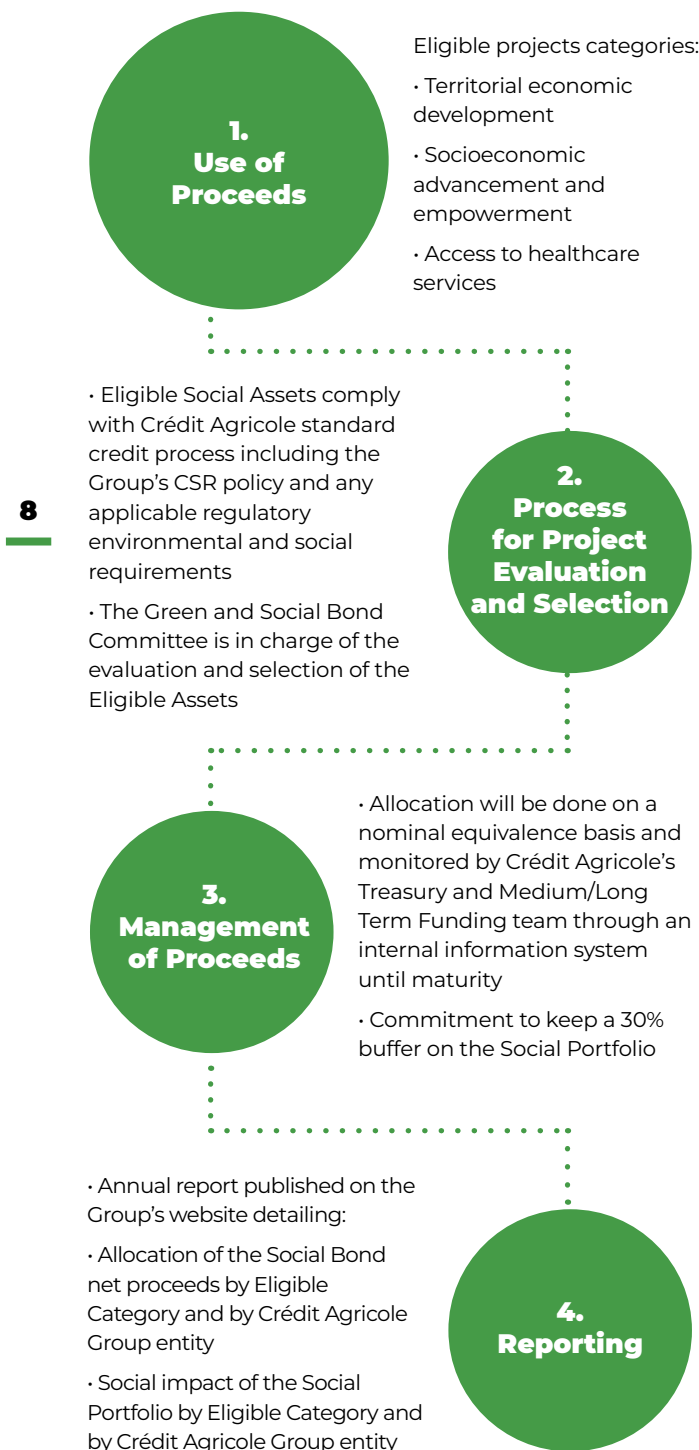 1.
Use of
Proceeds
Eligible projects categories:
• Territorial economic
development
• Socioeconomic
advancement and
empowerment
• Access to healthcare
services
• Eligible Social Assets comply
with Crédit Agricole standard
credit process including the
Group's CSR policy and any
applicable regulatory
environmental and social
requirements
• The Green and Social Bond
Committee is in charge of the
evaluation and selection of the
Eligible Assets
8
2.
Process
for Project
Evaluation
and Selection
3.
Management
of Proceeds
• Allocation will be done on a
nominal equivalence basis and
monitored by Crédit Agricole's
Treasury and Medium/Long
Term Funding team through an
internal information system
until maturity
• Commitment to keep a 30%
buffer on the Social Portfolio
• Annual report published on the
Group's website detailing:
• Allocation of the Social Bond
net proceeds by Eligible
Category and by Crédit Agricole
Group entity
• Social impact of the Social
Portfolio by Eligible Category and
by Crédit Agricole Group entity
4.
Reporting